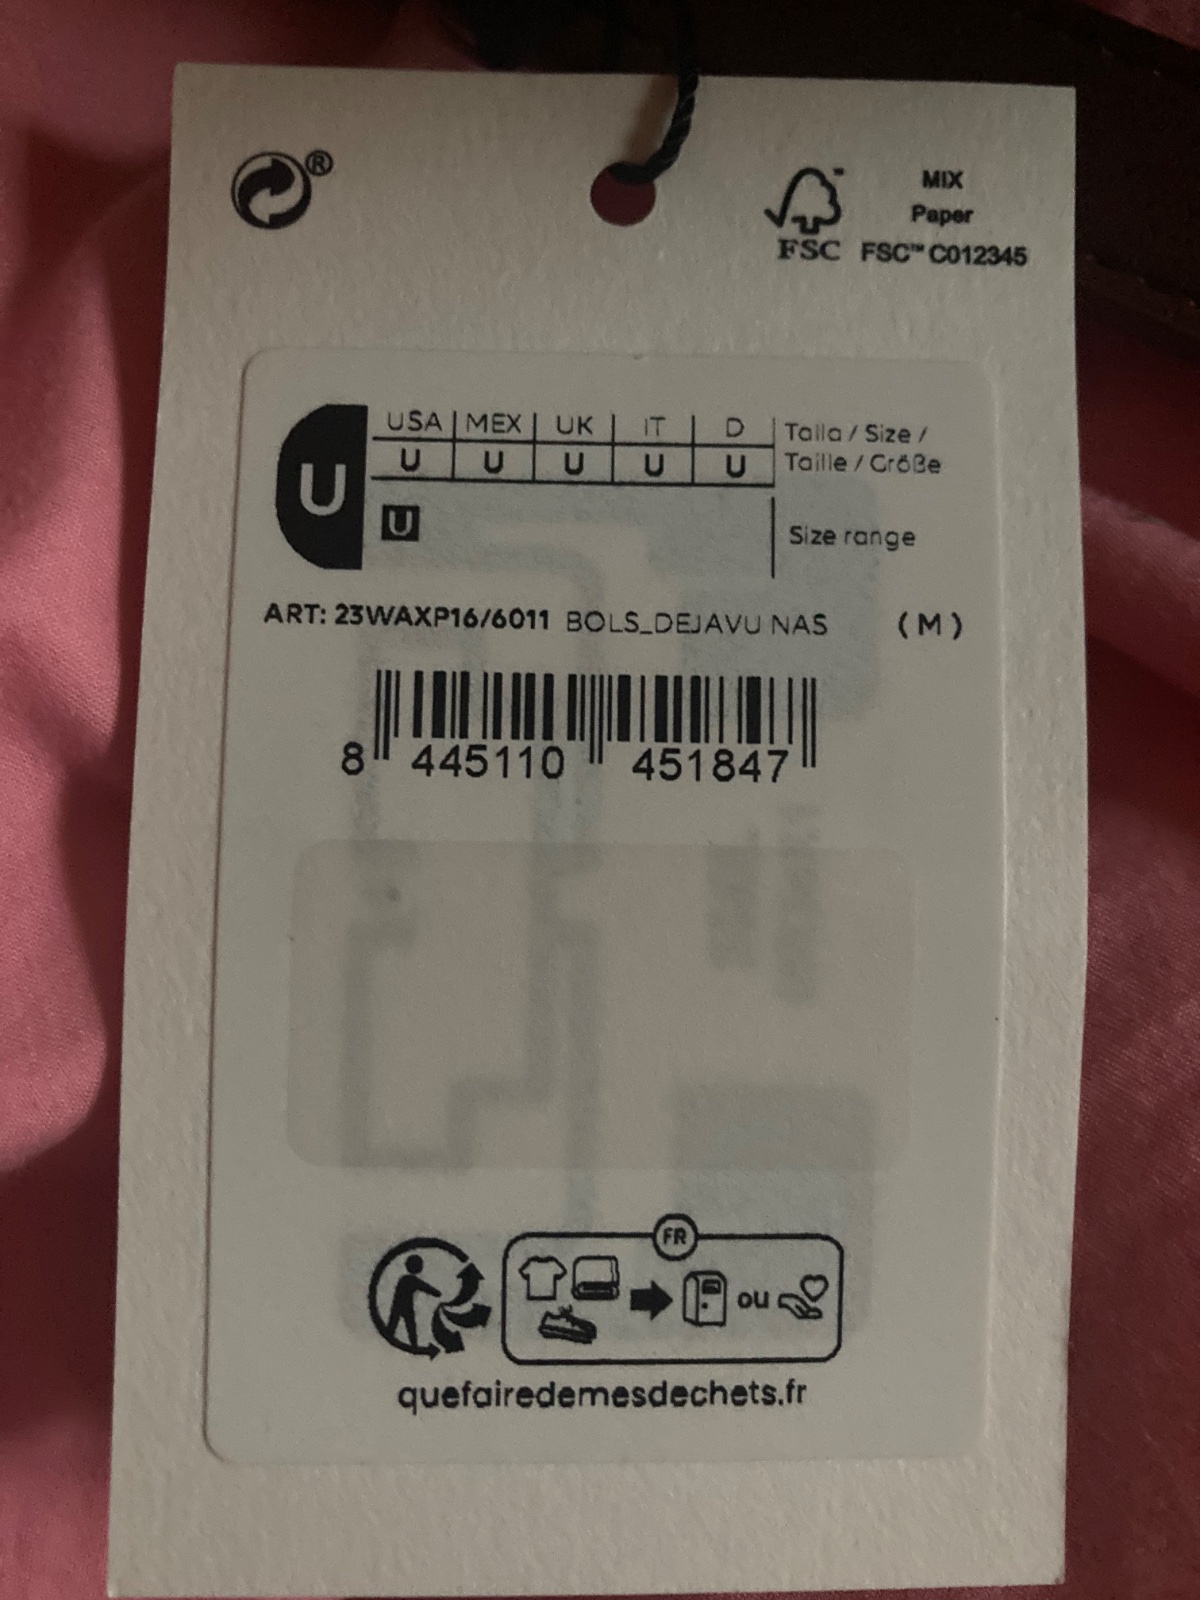 ®
MIX
Paper
FSC™ FSC™ C012345
USA MEX UK IT D Talla / Size /
U U U U U U Taille / Größe
U Size range
ART: 23WAXP16/6011 BOLS_DEJAVU NAS (M)
8 445110 451847
FR
ou
quefairedemesdechets.fr